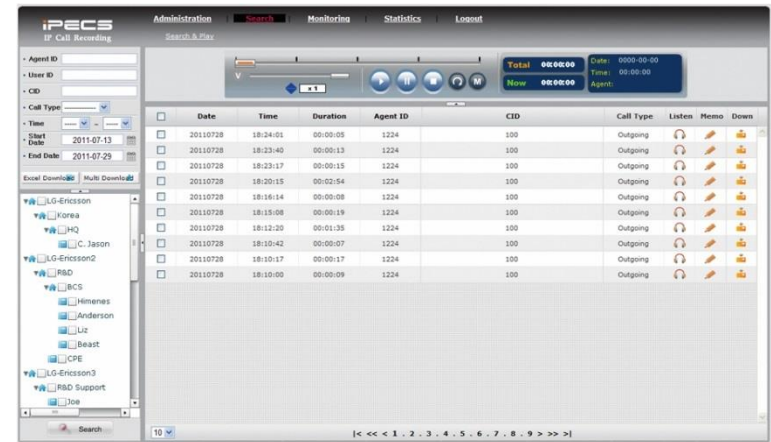 iPECS
IP Call Recording
Administration Search Monitoring Statistics Logout
Search & Play
Agent ID
User ID
CID
Call Type
Time ~
Start Date 2011-07-13
End Date 2011-07-29
Excel Download Multi Download
LG-Ericsson
Korea
HQ
C. Jason
LG-Ericsson2
R&D
BCS
Himenes
Anderson
Liz
Beast
CPE
LG-Ericsson3
R&D Support
Joe
Search
V
x 1
M
Total 00:00:00
Now 00:00:00
Date: 0000-00-00
Time: 00:00:00
Agent:
Date Time Duration Agent ID CID Call Type Listen Memo Down
20110728 18:24:01 00:00:05 1224 100 Outgoing
20110728 18:23:40 00:00:13 1224 100 Outgoing
20110728 18:23:17 00:00:15 1224 100 Outgoing
20110728 18:20:15 00:02:54 1224 100 Outgoing
20110728 18:16:14 00:00:08 1224 100 Outgoing
20110728 18:15:08 00:00:19 1224 100 Outgoing
20110728 18:12:20 00:01:35 1224 100 Outgoing
20110728 18:10:42 00:00:07 1224 100 Outgoing
20110728 18:10:17 00:00:17 1224 100 Outgoing
20110728 18:10:00 00:00:09 1224 100 Outgoing
10
|< << < 1 . 2 . 3 . 4 . 5 . 6 . 7 . 8 . 9 > >> >|